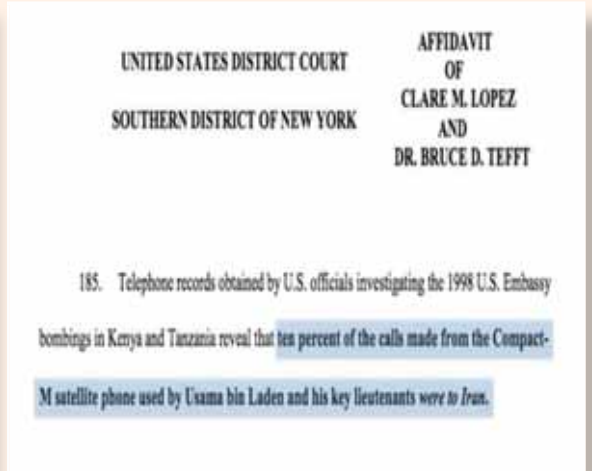 UNITED STATES DISTRICT COURT
SOUTHERN DISTRICT OF NEW YORK
AFFIDAVIT
OF
CLARE M. LOPEZ
AND
DR. BRUCE D. TEFFT
185. Telephone records obtained by U.S. officials investigating the 1998 U.S. Embassy
bombings in Kenya and Tanzania reveal that ten percent of the calls made from the Compact-
M satellite phone used by Usama bin Laden and his key lieutenants were to Iran.